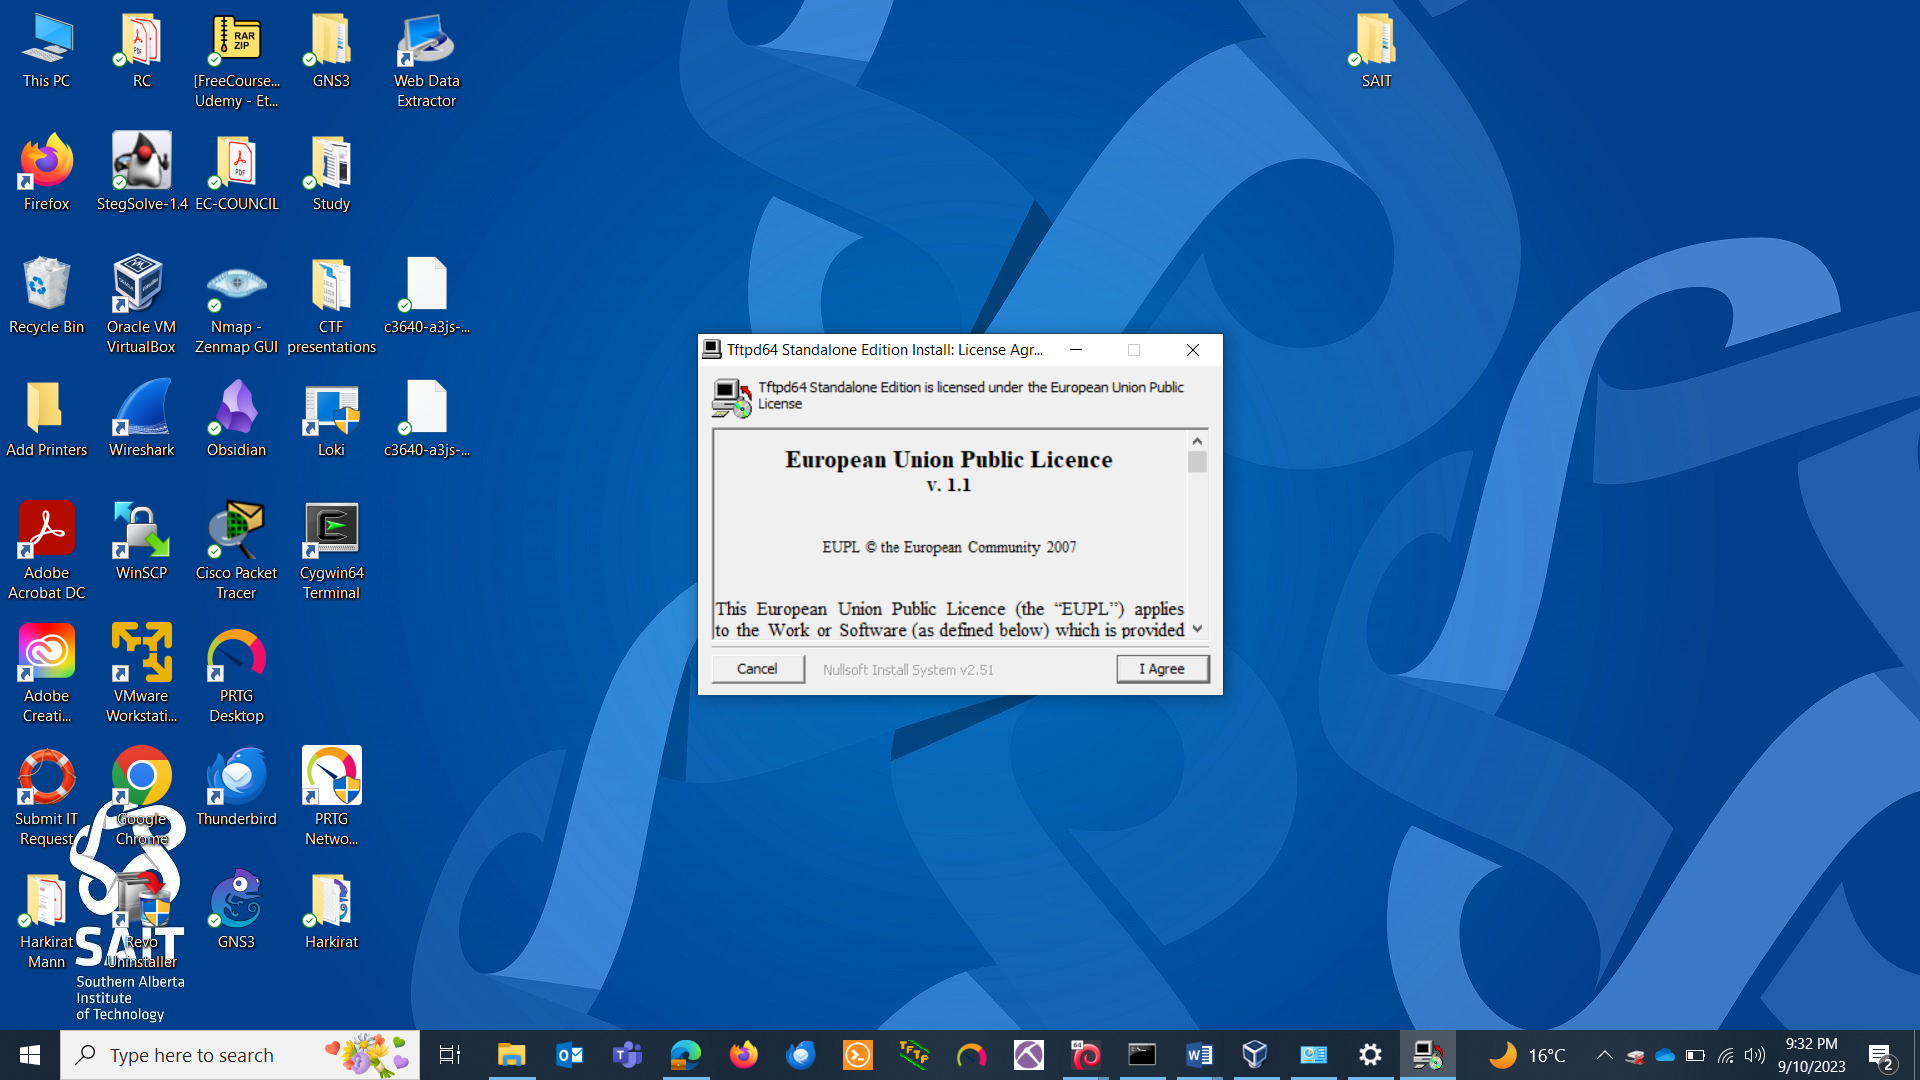 This PC
RC
RAR
ZIP
[FreeCourse...
Udemy - Et...
GNS3
Web Data
Extractor
SAIT
Firefox
StegSolve-1.4
PDF
EC-COUNCIL
Study
Recycle Bin
Oracle VM
VirtualBox
Nmap -
Zenmap GUI
CTF
presentations
c3640-a3js-...
Add Printers
Wireshark
Obsidian
Loki
c3640-a3js-...
Adobe
Acrobat DC
WinSCP
Cisco Packet
Tracer
Cygwin64
Terminal
Adobe
Creati...
VMware
Workstati...
PRTG
Desktop
Submit IT
Request
Google
Chrome
Thunderbird
PRTG
Netwo...
Harkirat
Mann
Revo
Uninstaller
GNS3
Harkirat
SAIT
Southern Alberta
Institute
of Technology
Tftpd64 Standalone Edition Install: License Agr...
Tftpd64 Standalone Edition is licensed under the European Union Public
License
European Union Public Licence
v. 1.1
EUPL © the European Community 2007
This European Union Public Licence (the “EUPL”) applies
to the Work or Software (as defined below) which is provided
Cancel
Nullsoft Install System v2.51
I Agree
Type here to search
TFTP
64
16°C
9:32 PM
9/10/2023
2